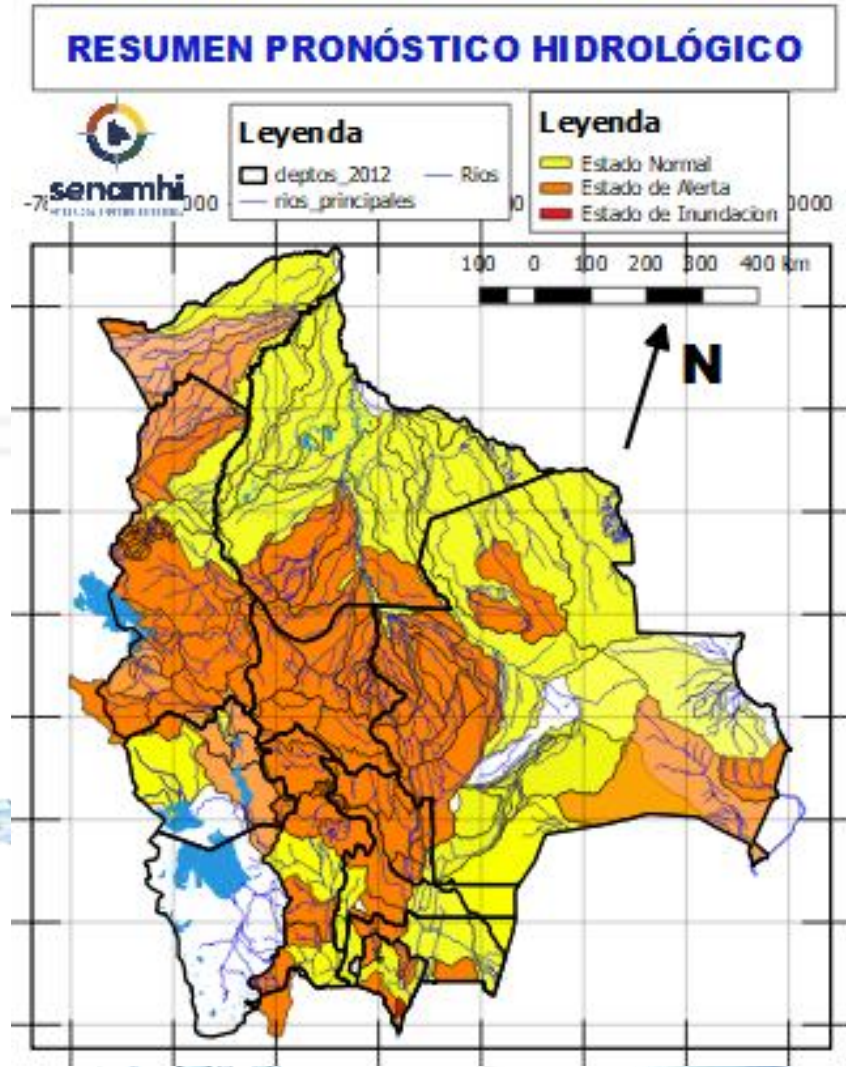 RESUMEN PRONÓSTICO HIDROLÓGICO
senamhi
Leyenda
deptos_2012
Rios
rios_principales
Leyenda
Estado Normal
Estado de Alerta
Estado de Inundacion
100 0 100 200 300 400 km
N